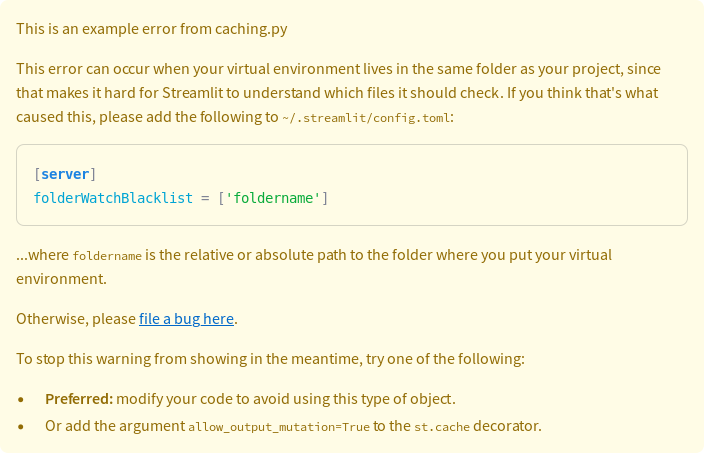 This is an example error from caching.py
This error can occur when your virtual environment lives in the same folder as your project, since
that makes it hard for Streamlit to understand which files it should check. If you think that's what
caused this, please add the following to ~/.streamlit/config.toml:
[server]
folderWatchBlacklist = ['foldername']
...where foldername is the relative or absolute path to the folder where you put your virtual
environment.
Otherwise, please file a bug here.
To stop this warning from showing in the meantime, try one of the following:
• Preferred: modify your code to avoid using this type of object.
• Or add the argument allow_output_mutation=True to the st.cache decorator.